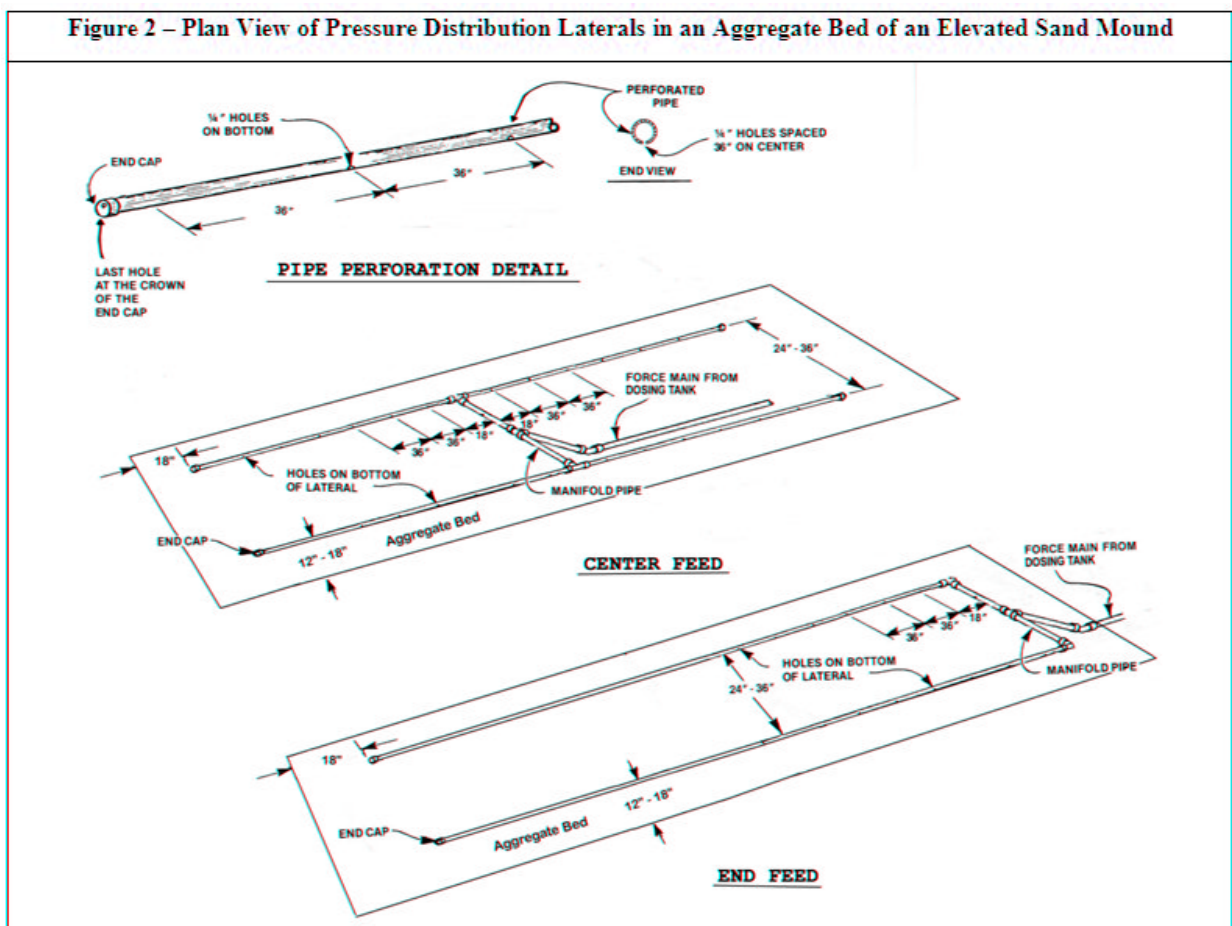 Figure 2 – Plan View of Pressure Distribution Laterals in an Aggregate Bed of an Elevated Sand Mound
PERFORATED
PIPE
¼" HOLES
ON BOTTOM
¼" HOLES SPACED
36" ON CENTER
END CAP
END VIEW
36"
36"
LAST HOLE
AT THE CROWN
OF THE
END CAP
PIPE PERFORATION DETAIL
24" - 36"
FORCE MAIN FROM
DOSING TANK
36"
36"
18"
18"
36"
36"
18"
HOLES ON BOTTOM
OF LATERAL
MANIFOLD PIPE
END CAP
12" - 18"
Aggregate Bed
CENTER FEED
FORCE MAIN FROM
DOSING TANK
36"
36"
18"
HOLES ON BOTTOM
OF LATERAL
MANIFOLD PIPE
24" - 36"
18"
12" - 18"
END CAP
Aggregate Bed
END FEED